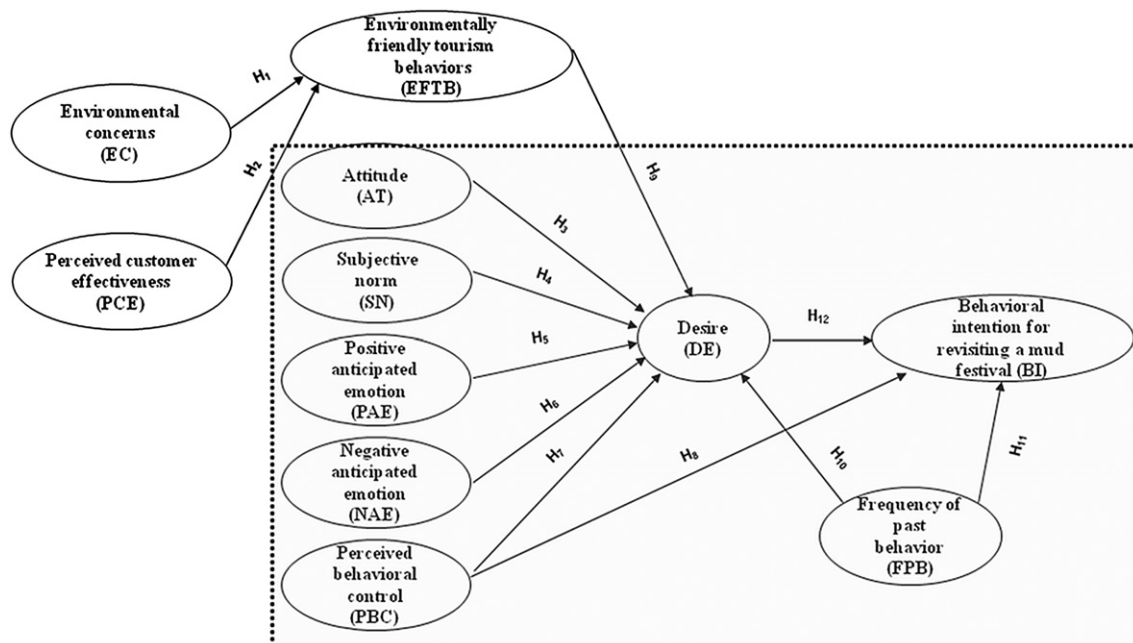 Environmentally
friendly tourism
behaviors
(EFTB)
H1
Environmental
concerns
(EC)
H2
H9
Attitude
(AT)
H3
Perceived customer
effectiveness
(PCE)
Subjective
norm
(SN)
H4
Desire
(DE)
H12
Behavioral
intention for
revisiting a mud
festival (BI)
Positive
anticipated
emotion
(PAE)
H5
H6
H7
H8
H10
H11
Negative
anticipated
emotion
(NAE)
Frequency of
past
behavior
(FPB)
Perceived
behavioral
control
(PBC)